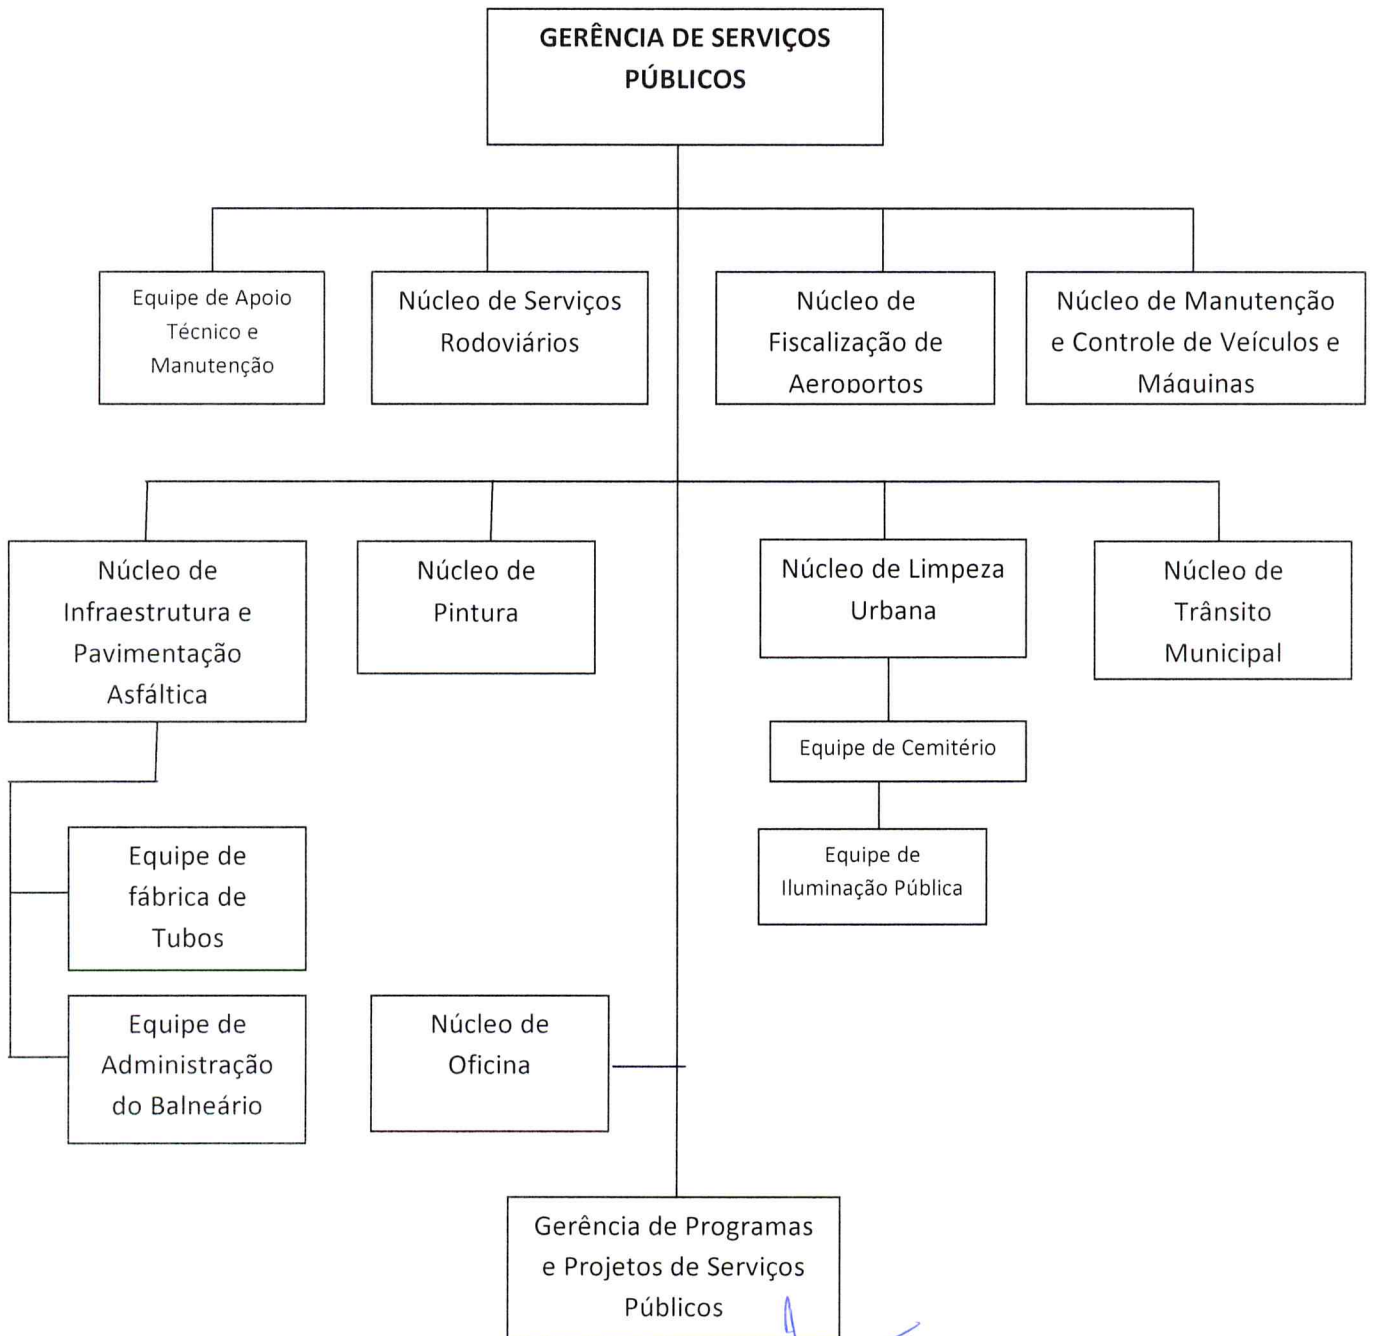 GERÊNCIA DE SERVIÇOS
PÚBLICOS
Equipe de Apoio
Técnico e
Manutenção
Núcleo de Serviços
Rodoviários
Núcleo de
Fiscalização de
Aeroportos
Núcleo de Manutenção
e Controle de Veículos e
Máquinas
Núcleo de
Infraestrutura e
Pavimentação
Asfáltica
Núcleo de
Pintura
Núcleo de Limpeza
Urbana
Núcleo de
Trânsito
Municipal
Equipe de Cemitério
Equipe de
Iluminação Pública
Equipe de
fábrica de
Tubos
Equipe de
Administração
do Balneário
Núcleo de
Oficina
Gerência de Programas
e Projetos de Serviços
Públicos